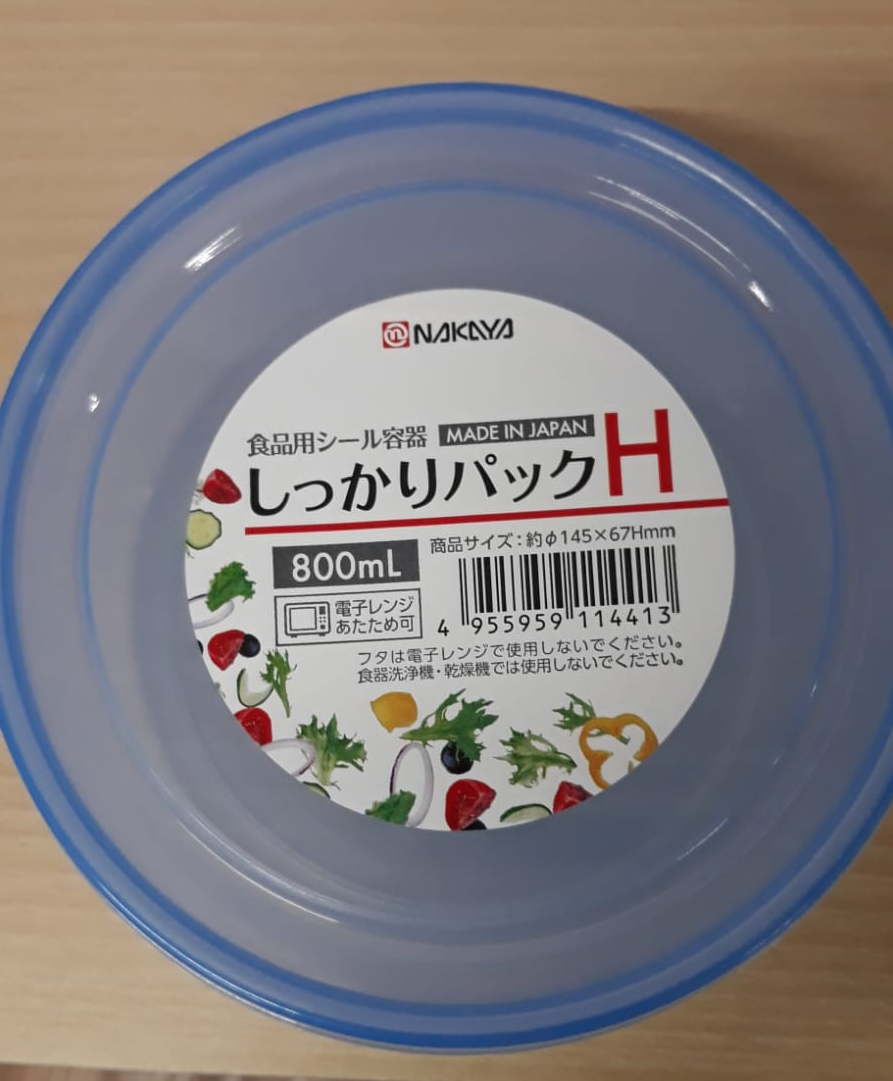 NAKAYA
食品用シール容器 MADE IN JAPAN
しっかりパックH
800mL
商品サイズ:約φ145×67Hmm
電子レンジ
あたため可
4 955959 114413
フタは電子レンジで使用しないでください。
食器洗浄機・乾燥機では使用しないでください。